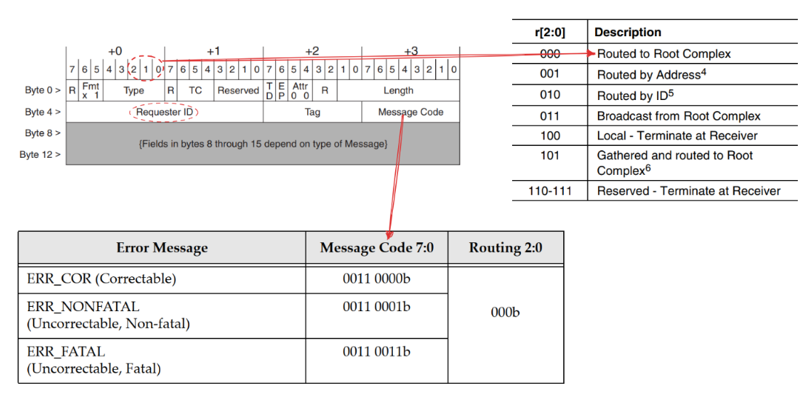 +0 +1 +2 +3
7 6 5 4 3 2 1 0 7 6 5 4 3 2 1 0 7 6 5 4 3 2 1 0 7 6 5 4 3 2 1 0
Byte 0 > R Fmt x 1 Type R TC Reserved T D E P Attr 0 0 R Length
Byte 4 > Requester ID Tag Message Code
Byte 8 >
{Fields in bytes 8 through 15 depend on type of Message}
Byte 12 >
r[2:0] Description
000 Routed to Root Complex
001 Routed by Address4
010 Routed by ID5
011 Broadcast from Root Complex
100 Local - Terminate at Receiver
101 Gathered and routed to Root
Complex6
110-111 Reserved - Terminate at Receiver
Error Message Message Code 7:0 Routing 2:0
ERR_COR (Correctable) 0011 0000b
000b
ERR_NONFATAL 0011 0001b
(Uncorrectable, Non-fatal)
ERR_FATAL 0011 0011b
(Uncorrectable, Fatal)